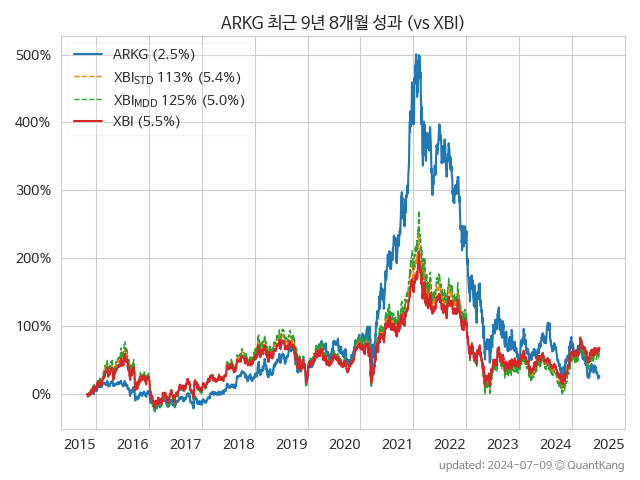 ARKG 최근 9년 8개월 성과 (vs XBI)
ARKG (2.5%)
XBISTD 113% (5.4%)
XBIMDD 125% (5.0%)
XBI (5.5%)
500%
400%
300%
200%
100%
0%
2015 2016 2017 2018 2019 2020 2021 2022 2023 2024 2025
updated: 2024-07-09 © QuantKang